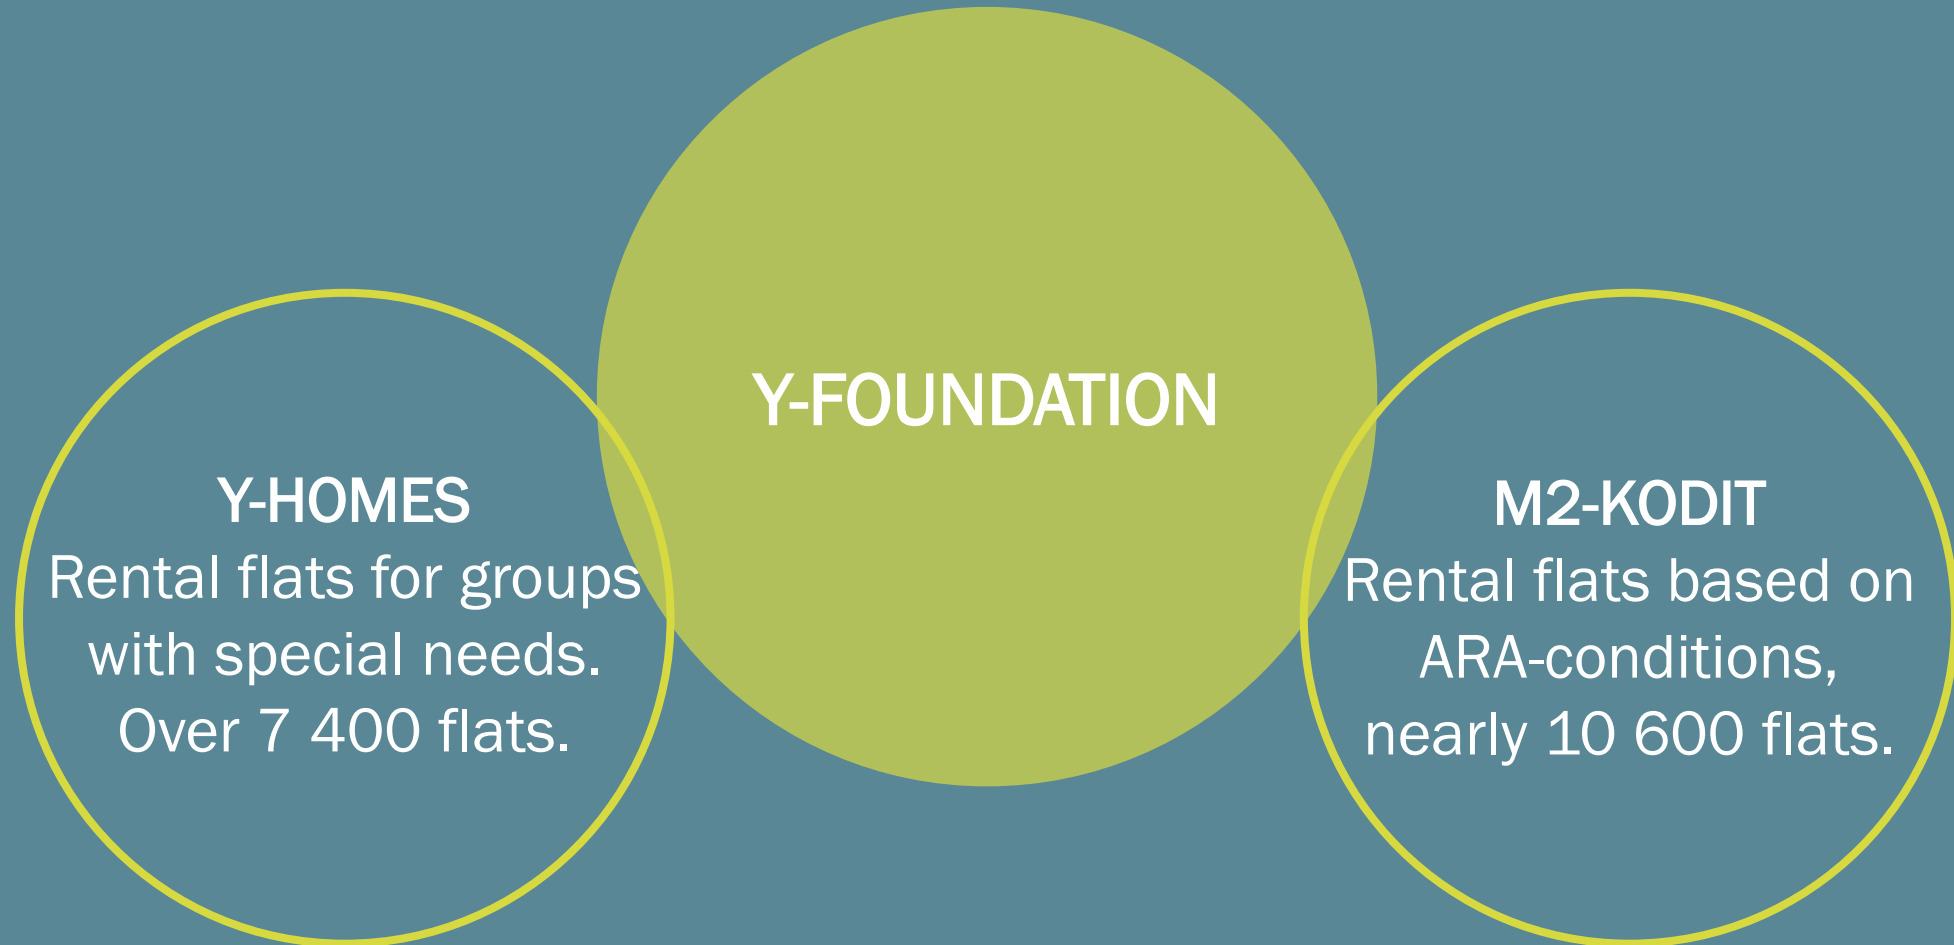 Y-FOUNDATION
Y-HOMES
Rental flats for groups
with special needs.
Over 7 400 flats.
M2-KODIT
Rental flats based on
ARA-conditions,
nearly 10 600 flats.